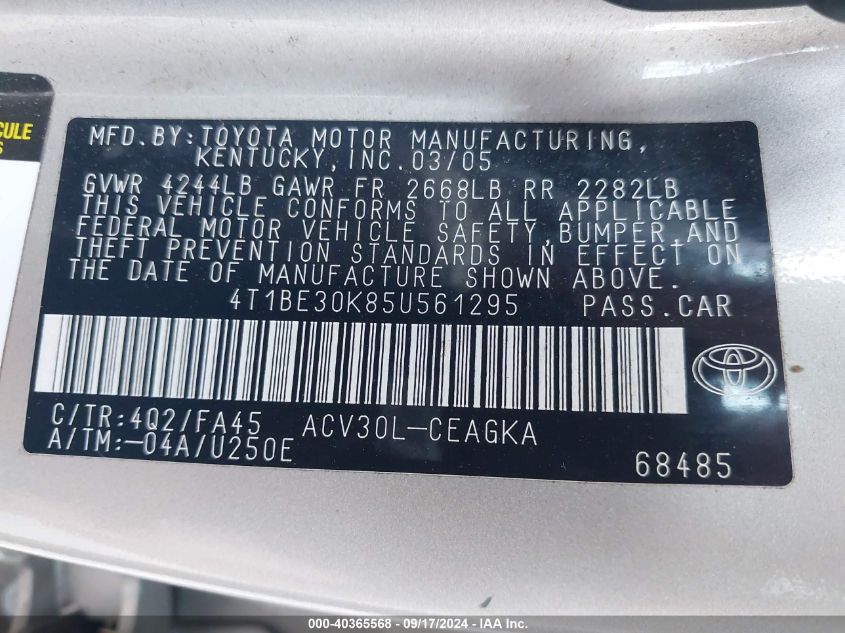 CULE
S
MFD.BY:TOYOTA MOTOR MANUFACTURING,
KENTUCKY,INC.03/05
GVWR 4244LB GAWR FR 2668LB RR 2282LB
THIS VEHICLE CONFORMS TO ALL APPLICABLE
FEDERAL MOTOR VEHICLE SAFETY,BUMPER,AND
THEFT PREVENTION STANDARDS IN EFFECT ON
THE DATE OF MANUFACTURE SHOWN ABOVE.
4T1BE30K85U561295 PASS.CAR
C/TR:4Q2/FA45 ACV30L-CEAGKA
A/TM:-04A/U250E
68485
000-40365568 - 09/17/2024 - IAA Inc.